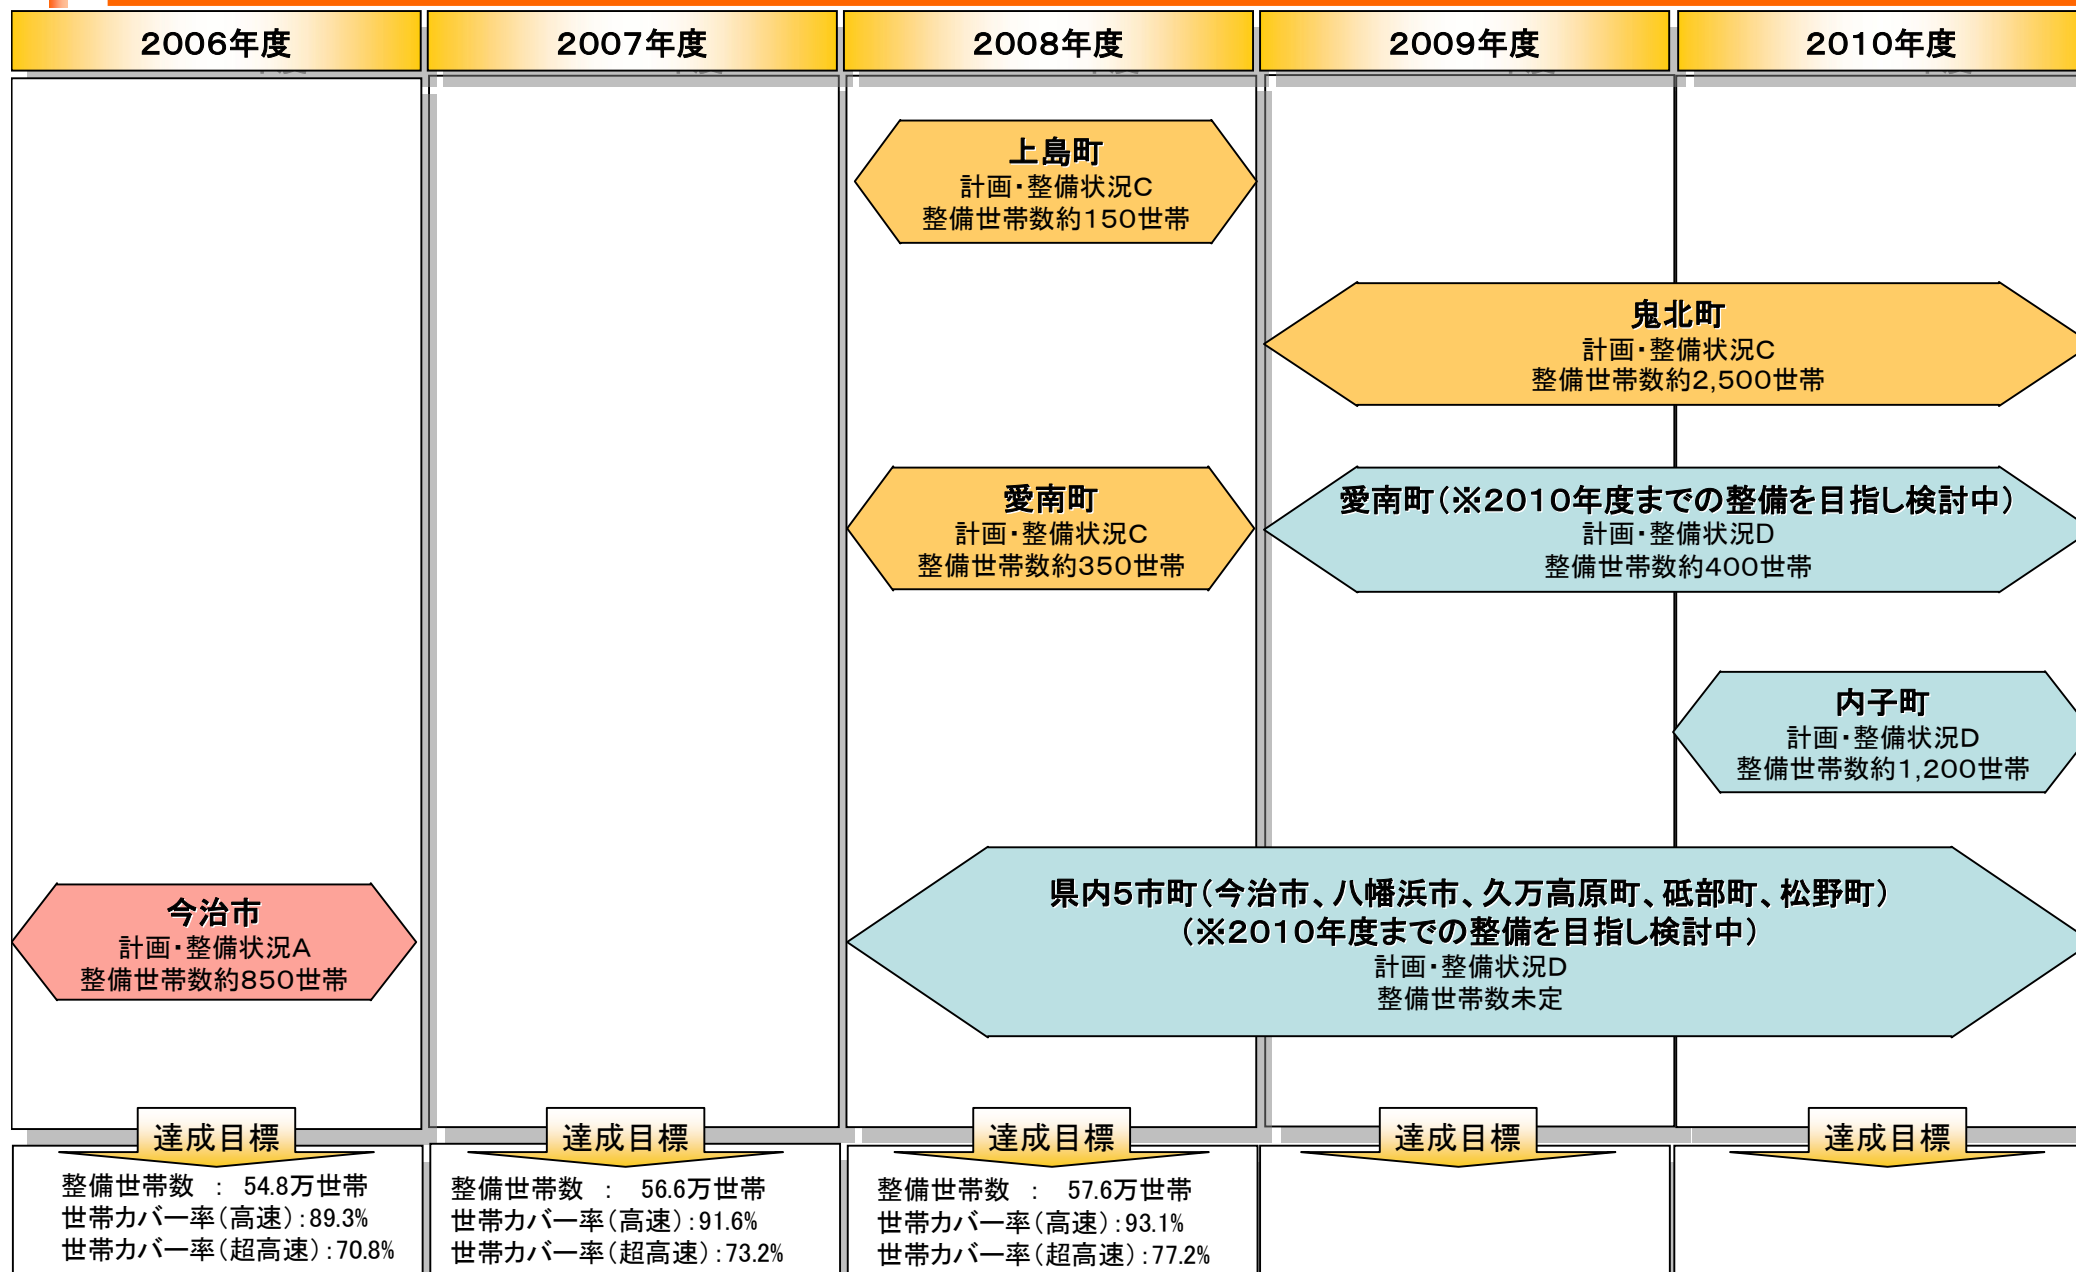 2006年度
2007年度
2008年度
2009年度
2010年度
上島町
計画・整備状況C
整備世帯数約150世帯
鬼北町
計画・整備状況C
整備世帯数約2,500世帯
愛南町
計画・整備状況C
整備世帯数約350世帯
愛南町(※2010年度までの整備を目指し検討中)
計画・整備状況D
整備世帯数約400世帯
内子町
計画・整備状況D
整備世帯数約1,200世帯
今治市
計画・整備状況A
整備世帯数約850世帯
県内5市町(今治市、八幡浜市、久万高原町、砥部町、松野町)
(※2010年度までの整備を目指し検討中)
計画・整備状況D
整備世帯数未定
達成目標
達成目標
達成目標
達成目標
達成目標
整備世帯数 : 54.8万世帯
世帯カバー率(高速):89.3%
世帯カバー率(超高速):70.8%
整備世帯数 : 56.6万世帯
世帯カバー率(高速):91.6%
世帯カバー率(超高速):73.2%
整備世帯数 : 57.6万世帯
世帯カバー率(高速):93.1%
世帯カバー率(超高速):77.2%